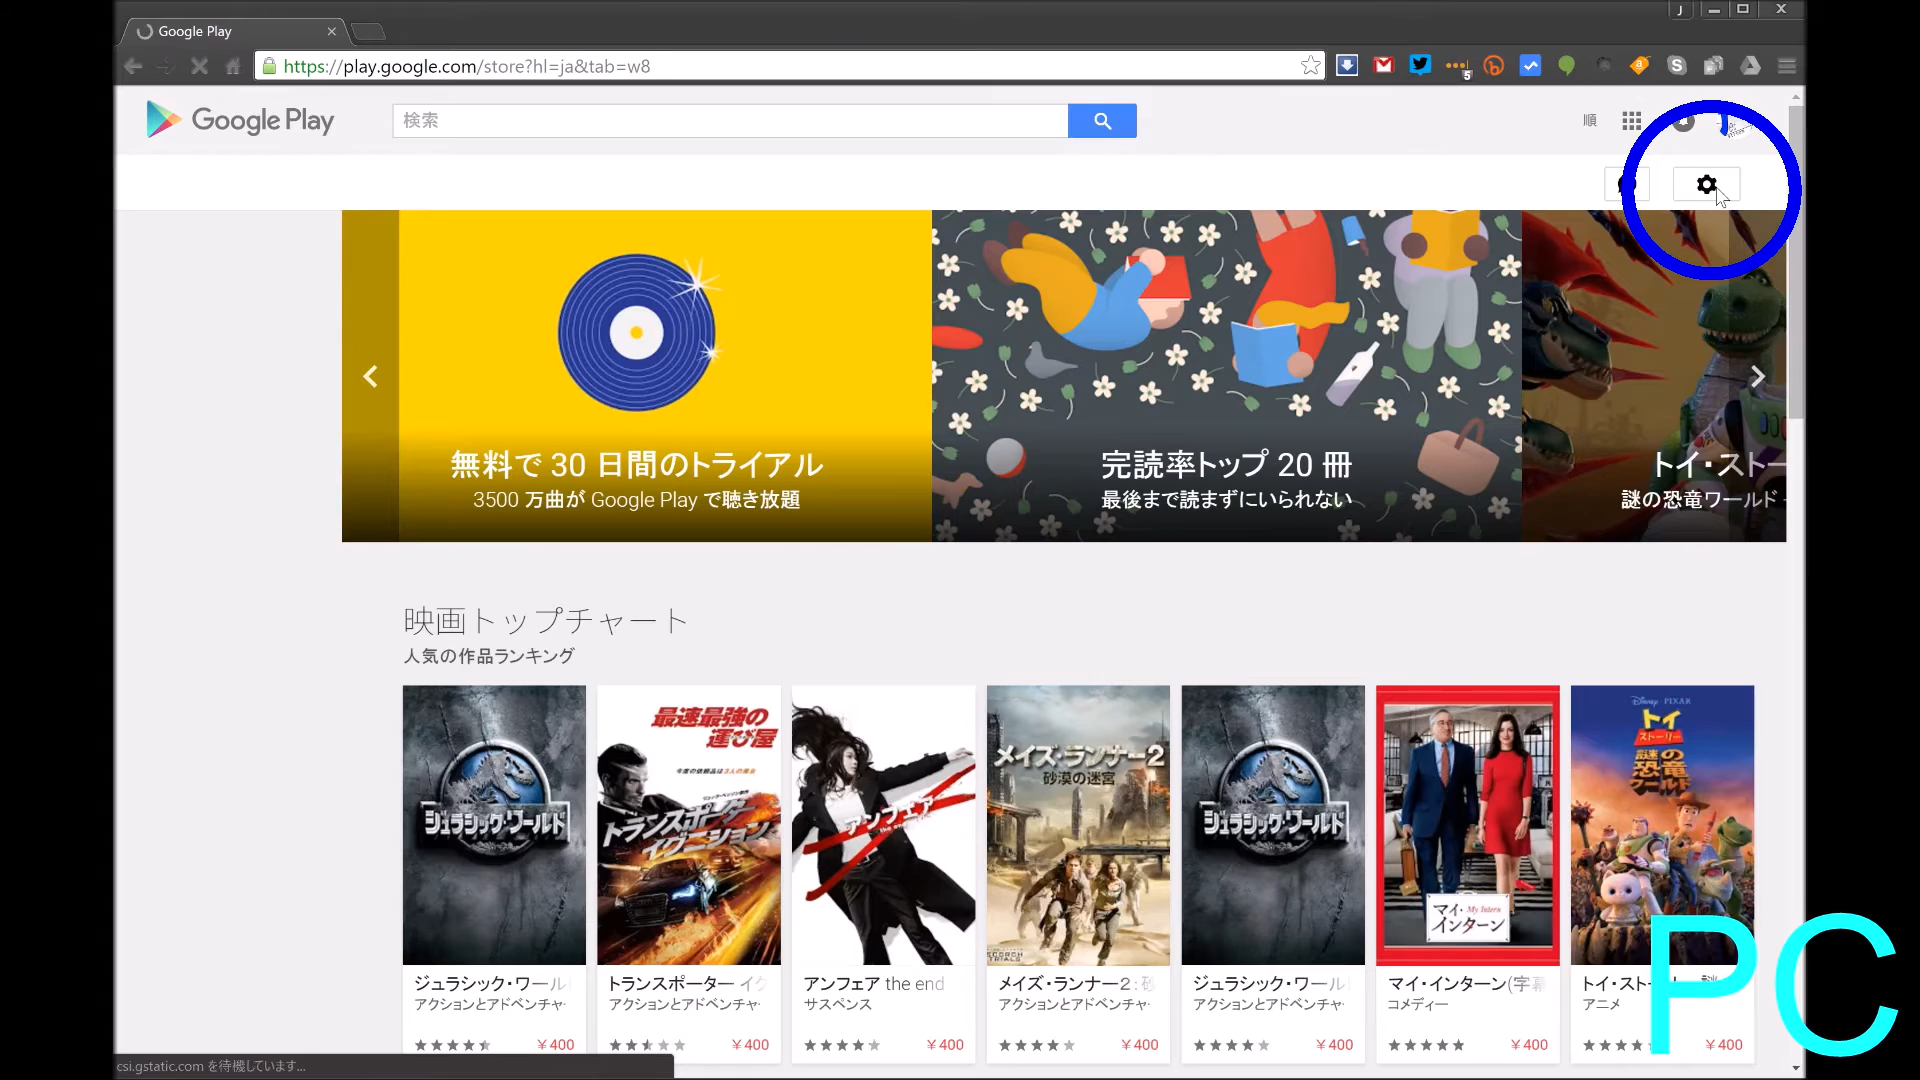 J
Google Play
https://play.google.com/store?hl=ja&tab=w8
5
Google Play
検索
順
無料で 30 日間のトライアル
3500 万曲が Google Play で聴き放題
完読率トップ 20 冊
最後まで読まずにいられない
トイ・ストー
謎の恐竜ワールド
映画トップチャート
人気の作品ランキング
ジュラシック・ワールド
最速最強の
運び屋
トランスポーター
イグニション
アンフェア
the end
メイズ・ランナー2
砂漠の迷宮
ジュラシック・ワールド
マイ・ My Intern
インターン
Disney PIXAR
トイ
ストーリー
謎の
恐竜
ワールド
ジュラシック・ワール
アクションとアドベンチャ
￥400
トランスポーター イク
アクションとアドベンチャ
￥400
アンフェア the end
サスペンス
￥400
メイズ・ランナー2：砂
アクションとアドベンチャ
￥400
ジュラシック・ワール
アクションとアドベンチャ
￥400
マイ・インターン(字幕
コメディー
￥400
トイ・スト
アニメ
￥400
csi.gstatic.com を待機しています...
PC